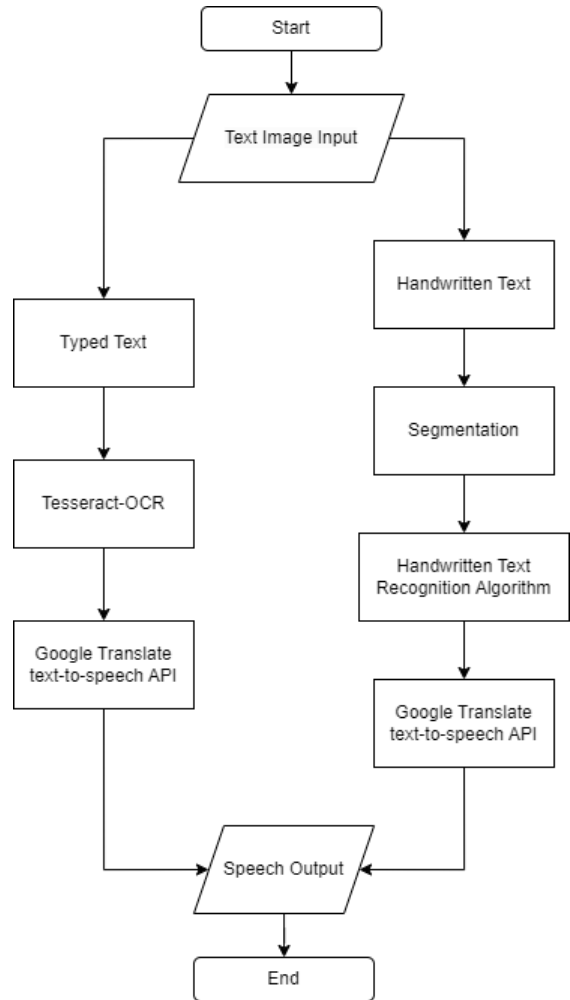 Start
Text Image Input
Handwritten Text
Typed Text
Segmentation
Tesseract-OCR
Handwritten Text
Recognition Algorithm
Google Translate
text-to-speech API
Google Translate
text-to-speech API
Speech Output
End